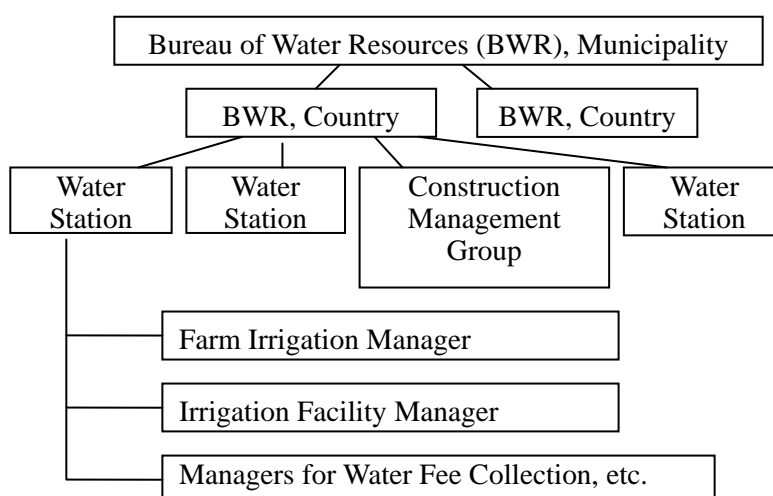 Bureau of Water Resources (BWR), Municipality
BWR, Country
BWR, Country
Water
Station
Water
Station
Construction
Management
Group
Water
Station
Farm Irrigation Manager
Irrigation Facility Manager
Managers for Water Fee Collection, etc.